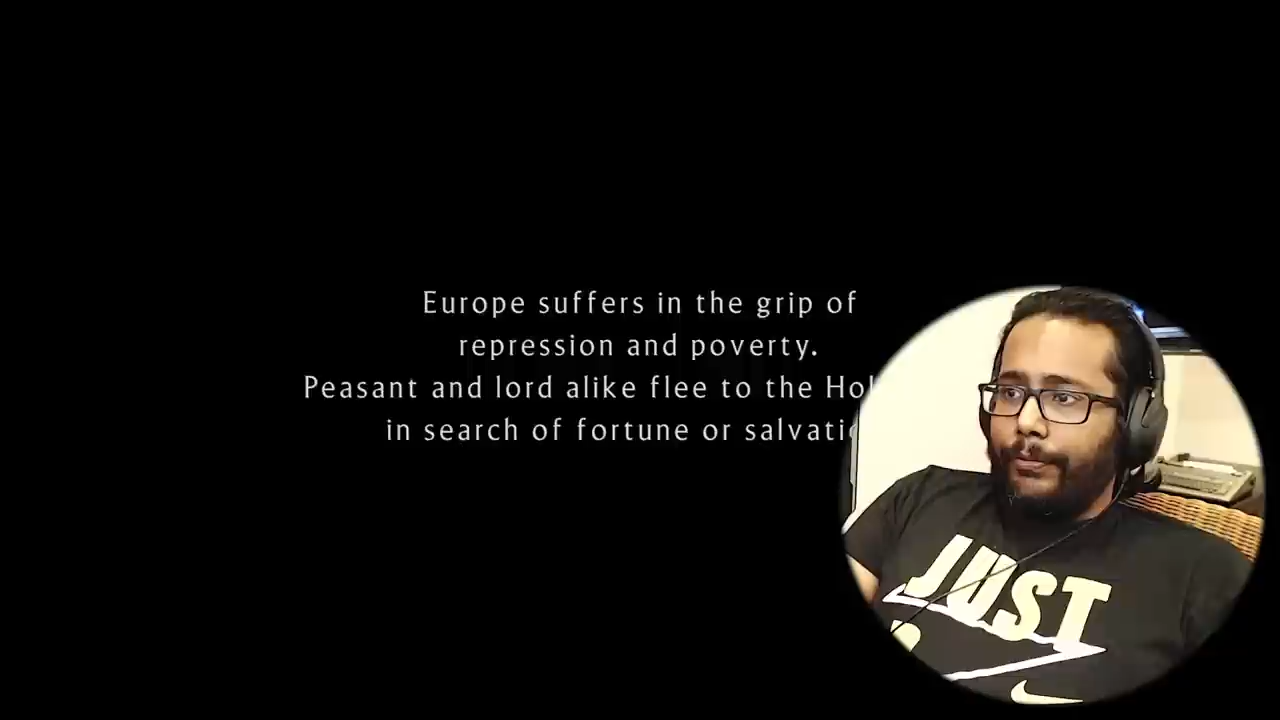 Europe suffers in the grip of
repression and poverty.
Peasant and lord alike flee to the
in search of fortune or
JUST